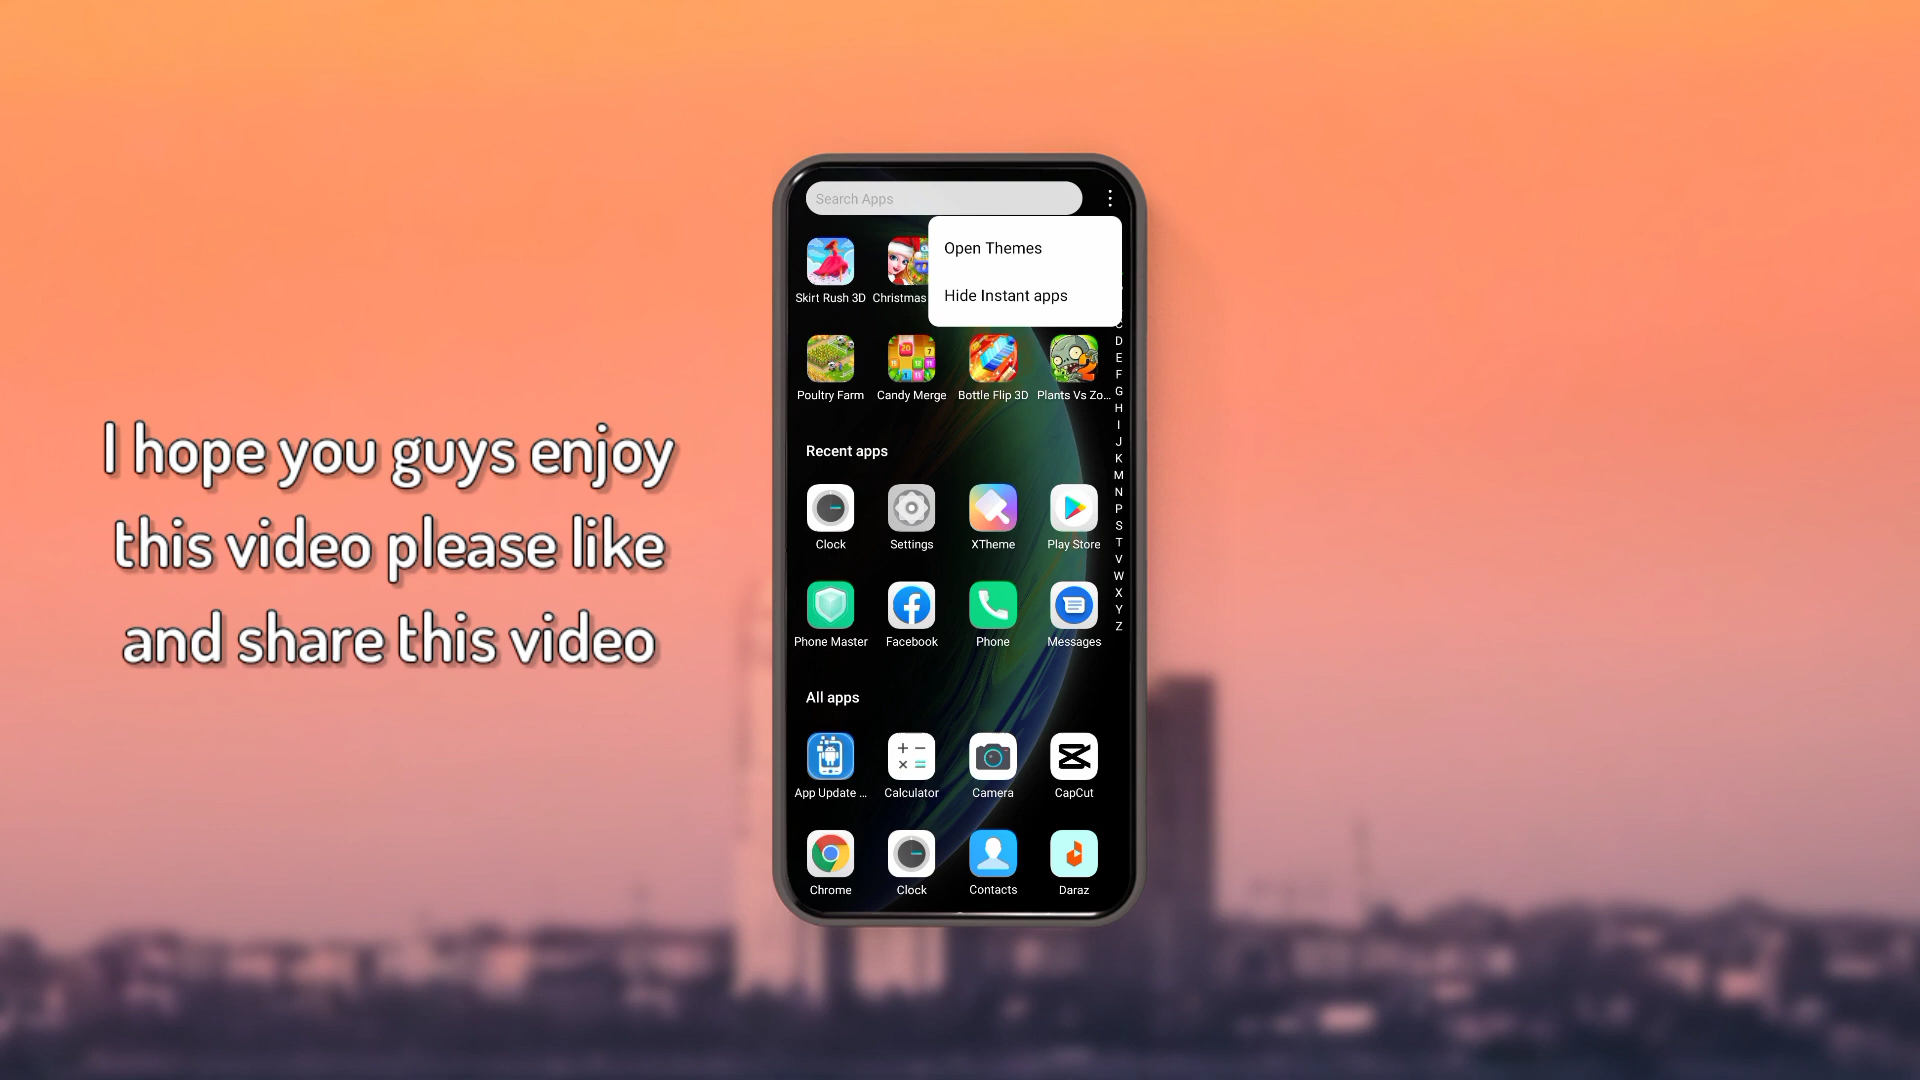 I hope you guys enjoy
this video please like
and share this video
Search Apps
Open Themes
Hide Instant apps
Skirt Rush 3D Christmas
Poultry Farm Candy Merge Bottle Flip 3D Plants Vs Zo...
Recent apps
Clock Settings XTheme Play Store
Phone Master Facebook Phone Messages
All apps
App Update ... Calculator Camera CapCut
Chrome Clock Contacts Daraz
C
D
E
F
G
H
I
J
K
M
N
P
S
T
V
W
X
Y
Z